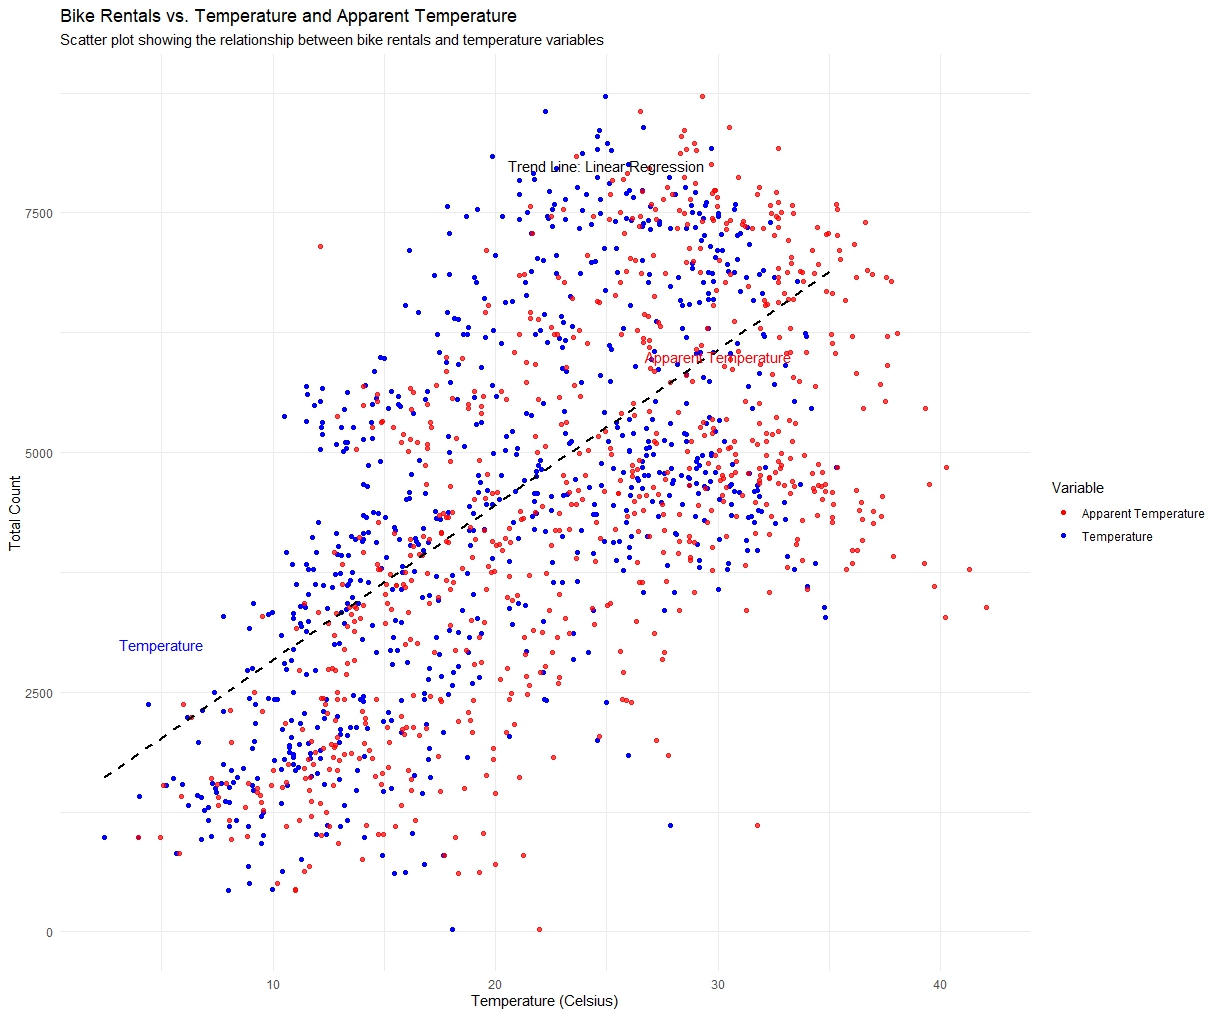 Bike Rentals vs. Temperature and Apparent Temperature
Scatter plot showing the relationship between bike rentals and temperature variables
Trend Line: Linear Regression
7500
Apparent Temperature
5000
Total Count
Variable
Apparent Temperature
Temperature
Temperature
2500
0
10
20
30
40
Temperature (Celsius)